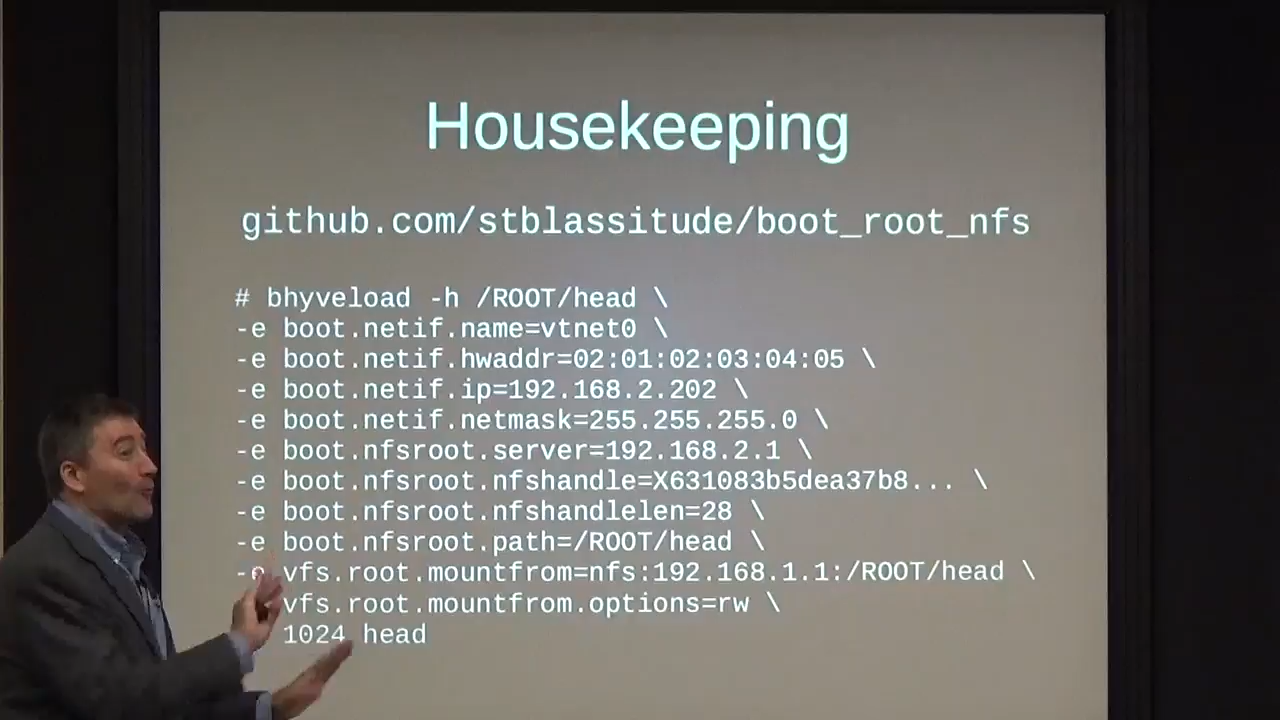 Housekeeping
github.com/stblassitude/boot_root_nfs
# bhyveload -h /ROOT/head \
-e boot.netif.name=vtnet0 \
-e boot.netif.hwaddr=02:01:02:03:04:05 \
-e boot.netif.ip=192.168.2.202 \
-e boot.netif.netmask=255.255.255.0 \
-e boot.nfsroot.server=192.168.2.1 \
-e boot.nfsroot.nfshandle=X631083b5dea37b8... \
-e boot.nfsroot.nfshandlelen=28 \
-e boot.nfsroot.path=/ROOT/head \
-e vfs.root.mountfrom=nfs:192.168.1.1:/ROOT/head \
vfs.root.mountfrom.options=rw \
1024 head